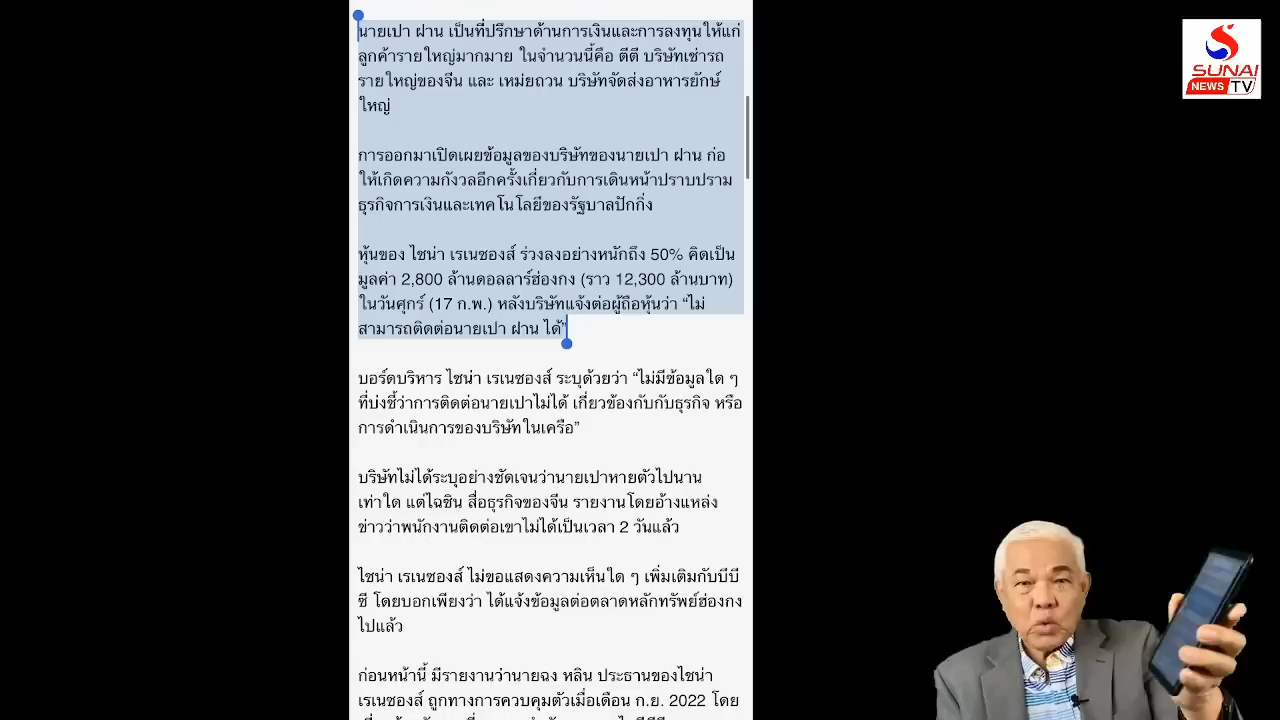 นายเปา ฝาน เป็นที่ปรึกษาด้านการเงินและการลงทุนให้แก่
ลูกค้ารายใหญ่มากมาย ในจำนวนนี้คือ ตีตี บริษัทเช่ารถ
รายใหญ่ของจีน และ เหม่ยถวน บริษัทจัดส่งอาหารยักษ์
ใหญ่
การออกมาเปิดเผยข้อมูลของบริษัทของนายเปา ฝาน ก่อ
ให้เกิดความกังวลอีกครั้งเกี่ยวกับการเดินหน้าปราบปราม
ธุรกิจการเงินและเทคโนโลยีของรัฐบาลปักกิ่ง
หุ้นของ ไชน่า เรเนซองส์ ร่วงลงอย่างหนักถึง 50% คิดเป็น
มูลค่า 2,800 ล้านดอลลาร์ฮ่องกง (ราว 12,300 ล้านบาท)
ในวันศุกร์ (17 ก.พ.) หลังบริษัทแจ้งต่อผู้ถือหุ้นว่า “ไม่
สามารถติดต่อนายเปา ฝาน ได้”
บอร์ดบริหาร ไชน่า เรเนซองส์ ระบุด้วยว่า “ไม่มีข้อมูลใด ๆ
ที่บ่งชี้ว่าการติดต่อนายเปาไม่ได้ เกี่ยวข้องกับกับธุรกิจ หรือ
การดำเนินการของบริษัทในเครือ”
บริษัทไม่ได้ระบุอย่างชัดเจนว่านายเปาหายตัวไปนาน
เท่าใด แต่ไฉซิน สื่อธุรกิจของจีน รายงานโดยอ้างแหล่ง
ข่าวว่าพนักงานติดต่อเขาไม่ได้เป็นเวลา 2 วันแล้ว
ไชน่า เรเนซองส์ ไม่ขอแสดงความเห็นใด ๆ เพิ่มเติมกับบีบี
ซี โดยบอกเพียงว่า ได้แจ้งข้อมูลต่อตลาดหลักทรัพย์ฮ่องกง
ไปแล้ว
ก่อนหน้านี้ มีรายงานว่านายฉง หลิน ประธานของไชน่า
เรเนซองส์ ถูกทางการควบคุมตัวเมื่อเดือน ก.ย. 2022 โดย
SUNAI
NEWS TV